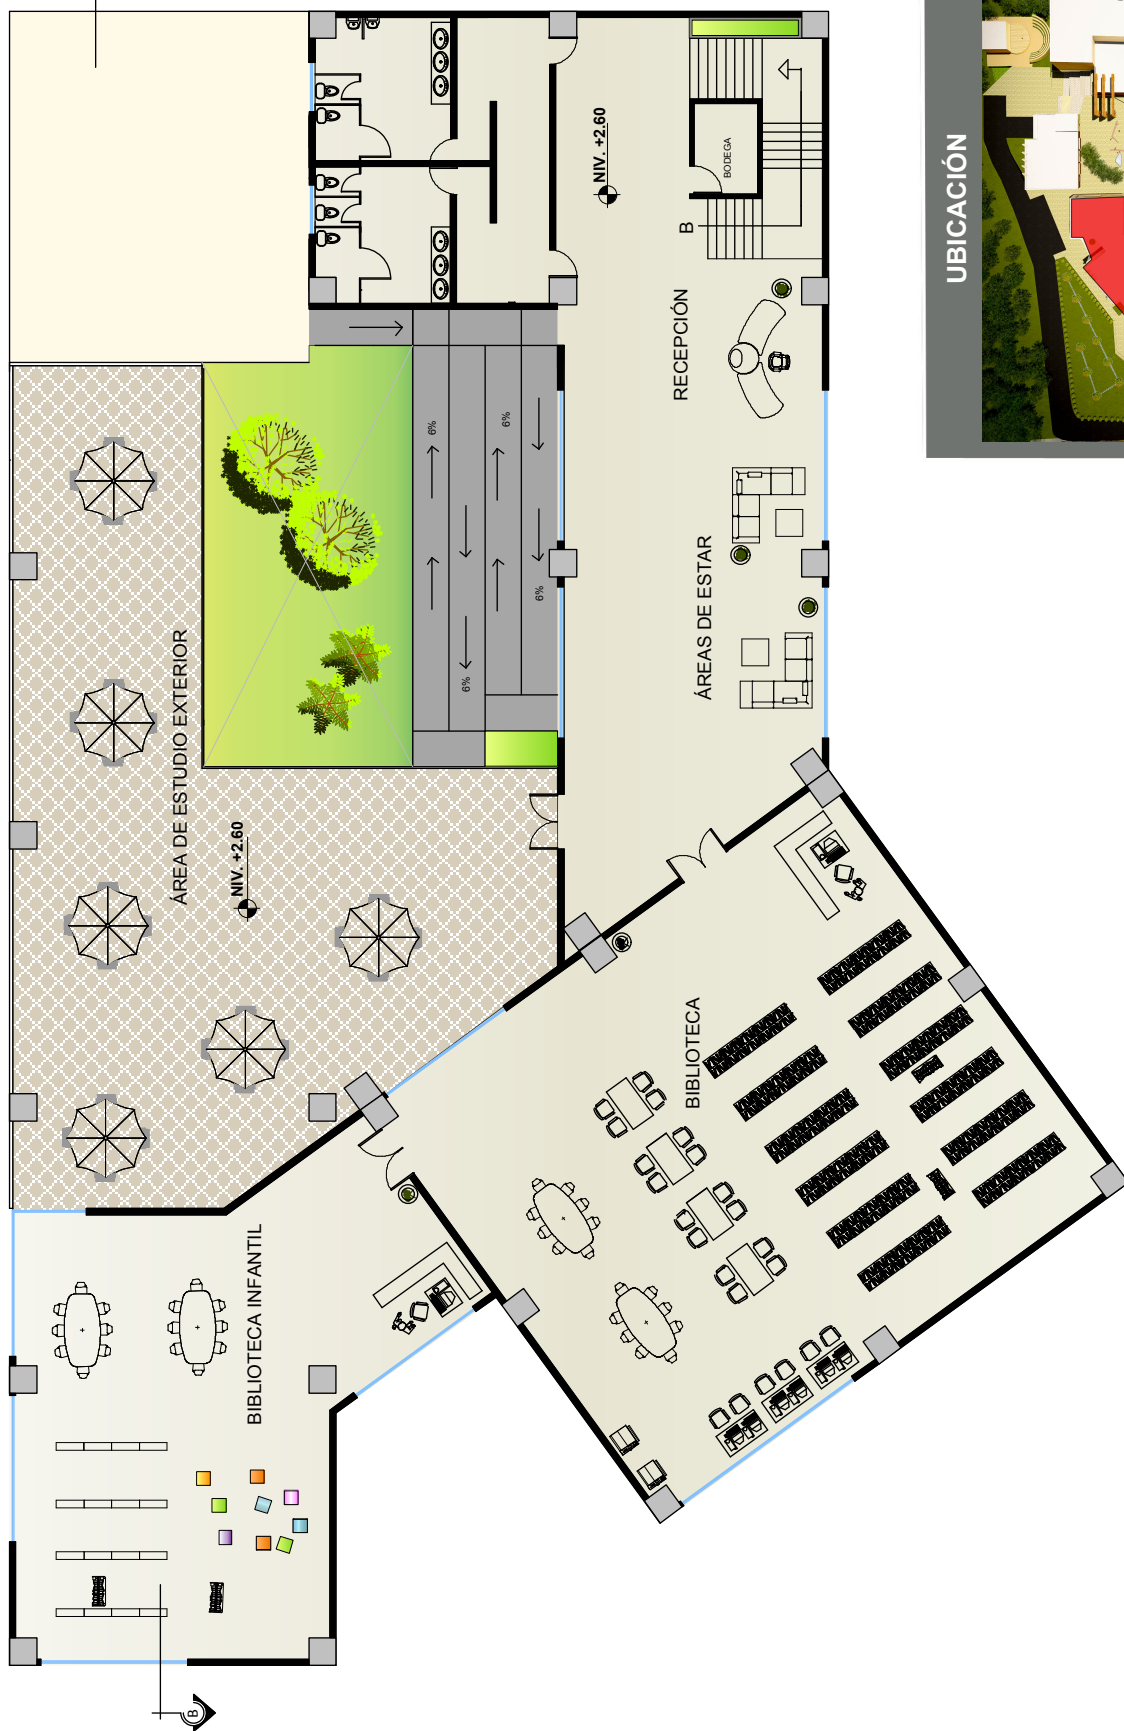 UBICACIÓN
NIV. +2.60
BODEGA
B
RECEPCIÓN
6%
6%
6%
6%
ÁREAS DE ESTAR
ÁREA DE ESTUDIO EXTERIOR
NIV. +2.60
BIBLIOTECA
BIBLIOTECA INFANTIL
B